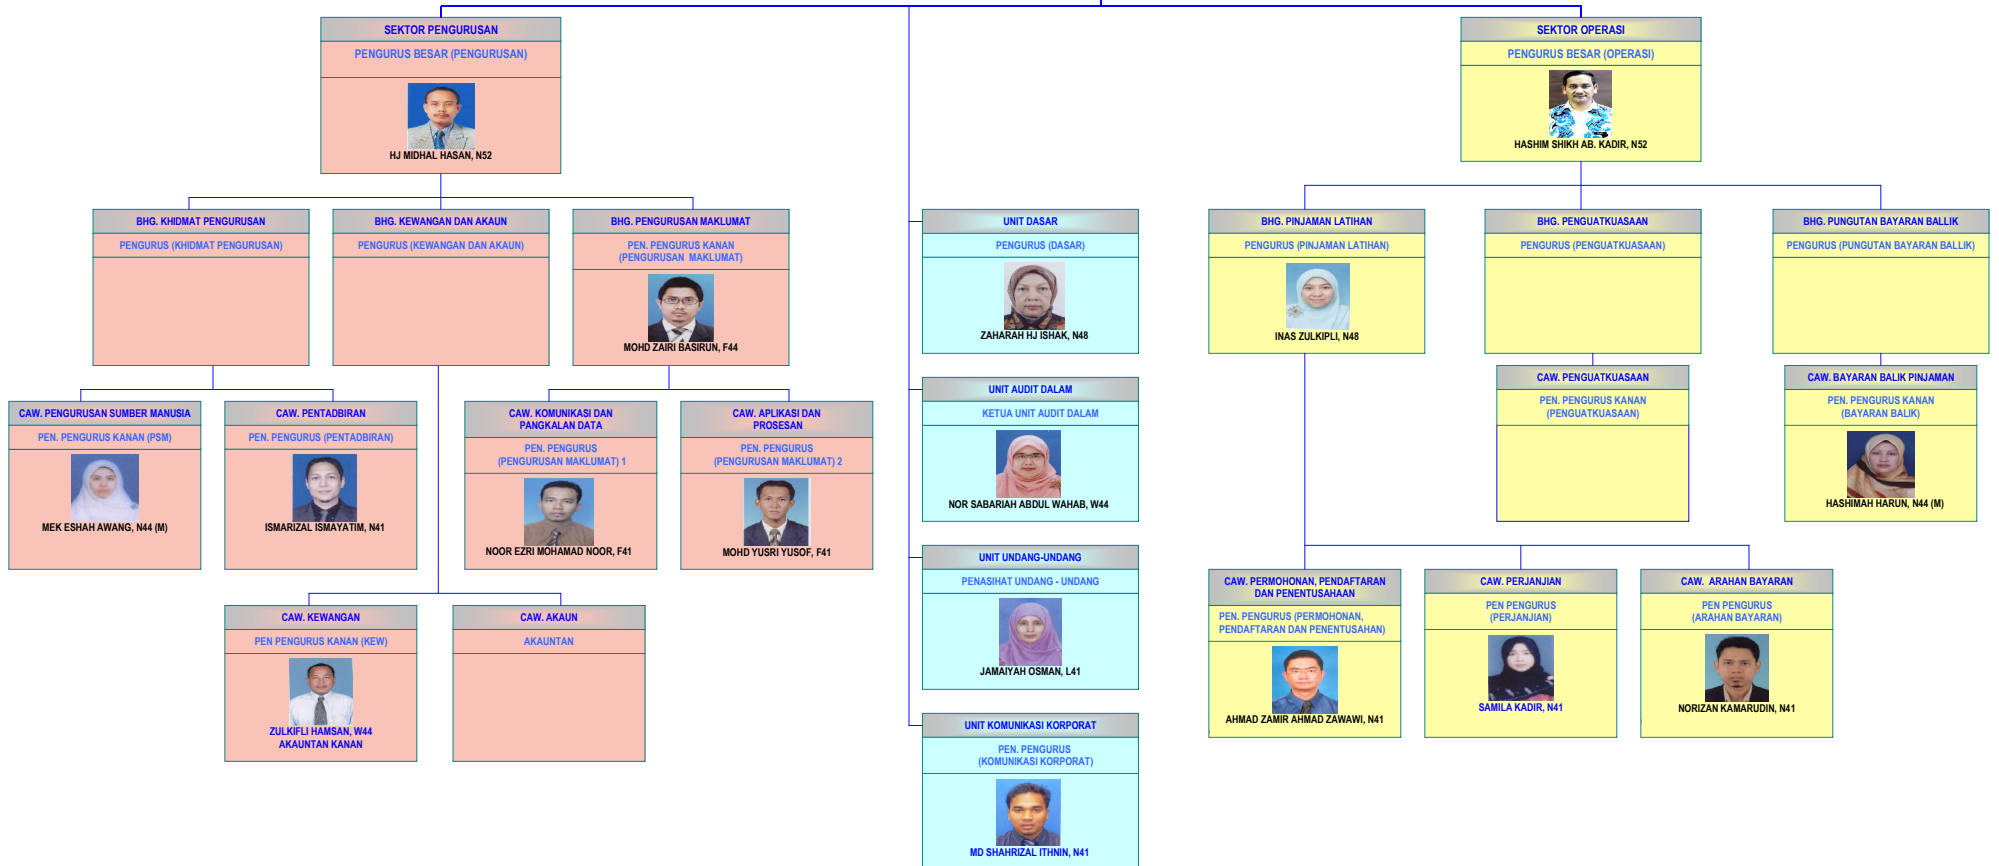 SEKTOR PENGURUSAN
PENGURUS BESAR (PENGURUSAN)
HJ MIDHAL HASAN, N52
SEKTOR OPERASI
PENGURUS BESAR (OPERASI)
HASHIM SHIKH AB. KADIR, N52
BHG. KHIDMAT PENGURUSAN
PENGURUS (KHIDMAT PENGURUSAN)
BHG. KEWANGAN DAN AKAUN
PENGURUS (KEWANGAN DAN AKAUN)
BHG. PENGURUSAN MAKLUMAT
PEN. PENGURUS KANAN
(PENGURUSAN  MAKLUMAT)
MOHD ZAIRI BASIRUN, F44
UNIT DASAR
PENGURUS (DASAR)
ZAHARAH HJ ISHAK, N48
BHG. PINJAMAN LATIHAN
PENGURUS (PINJAMAN LATIHAN)
INAS ZULKIPLI, N48
BHG. PENGUATKUASAAN
PENGURUS (PENGUATKUASAAN)
BHG. PUNGUTAN BAYARAN BALLIK
PENGURUS (PUNGUTAN BAYARAN BALLIK)
CAW. PENGURUSAN SUMBER MANUSIA
PEN. PENGURUS KANAN (PSM)
MEK ESHAH AWANG, N44 (M)
CAW. PENTADBIRAN
PEN. PENGURUS (PENTADBIRAN)
ISMARIZAL ISMAYATIM, N41
CAW. KOMUNIKASI DAN
PANGKALAN DATA
PEN. PENGURUS
(PENGURUSAN MAKLUMAT) 1
NOOR EZRI MOHAMAD NOOR, F41
CAW. APLIKASI DAN
PROSESAN
PEN. PENGURUS
(PENGURUSAN MAKLUMAT) 2
MOHD YUSRI YUSOF, F41
UNIT AUDIT DALAM
KETUA UNIT AUDIT DALAM
NOR SABARIAH ABDUL WAHAB, W44
CAW. PENGUATKUASAAN
PEN. PENGURUS KANAN
(PENGUATKUASAAN)
CAW. BAYARAN BALIK PINJAMAN
PEN. PENGURUS KANAN
(BAYARAN BALIK)
HASHIMAH HARUN, N44 (M)
UNIT UNDANG-UNDANG
PENASIHAT UNDANG - UNDANG
JAMAIYAH OSMAN, L41
CAW. PERMOHONAN, PENDAFTARAN
DAN PENENTUSAHAAN
PEN. PENGURUS (PERMOHONAN,
PENDAFTARAN DAN PENENTUSAHAN)
AHMAD ZAMIR AHMAD ZAWAWI, N41
CAW. PERJANJIAN
PEN PENGURUS
(PERJANJIAN)
SAMILA KADIR, N41
CAW.  ARAHAN BAYARAN
PEN PENGURUS
(ARAHAN BAYARAN)
NORIZAN KAMARUDIN, N41
CAW. KEWANGAN
PEN PENGURUS KANAN (KEW)
ZULKIFLI HAMSAN, W44
AKAUNTAN KANAN
CAW. AKAUN
AKAUNTAN
UNIT KOMUNIKASI KORPORAT
PEN. PENGURUS
(KOMUNIKASI KORPORAT)
MD SHAHRIZAL ITHNIN, N41